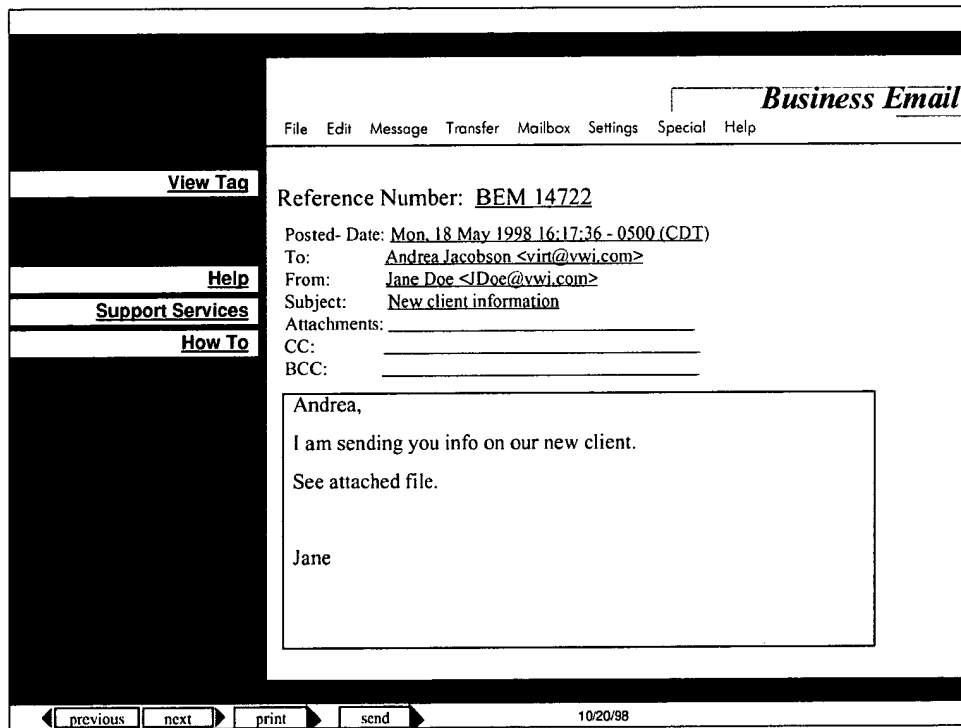 Business Email
File Edit Message Transfer Mailbox Settings Special Help
View Tag
Help
Support Services
How To
Reference Number: BEM 14722
Posted- Date: Mon, 18 May 1998 16:17:36 - 0500 (CDT)
To: Andrea Jacobson <virt@vwi.com>
From: Jane Doe <JDoe@vwi.com>
Subject: New client information
Attachments:
CC:
BCC:
Andrea,
I am sending you info on our new client.
See attached file.
Jane
previous next print send 10/20/98